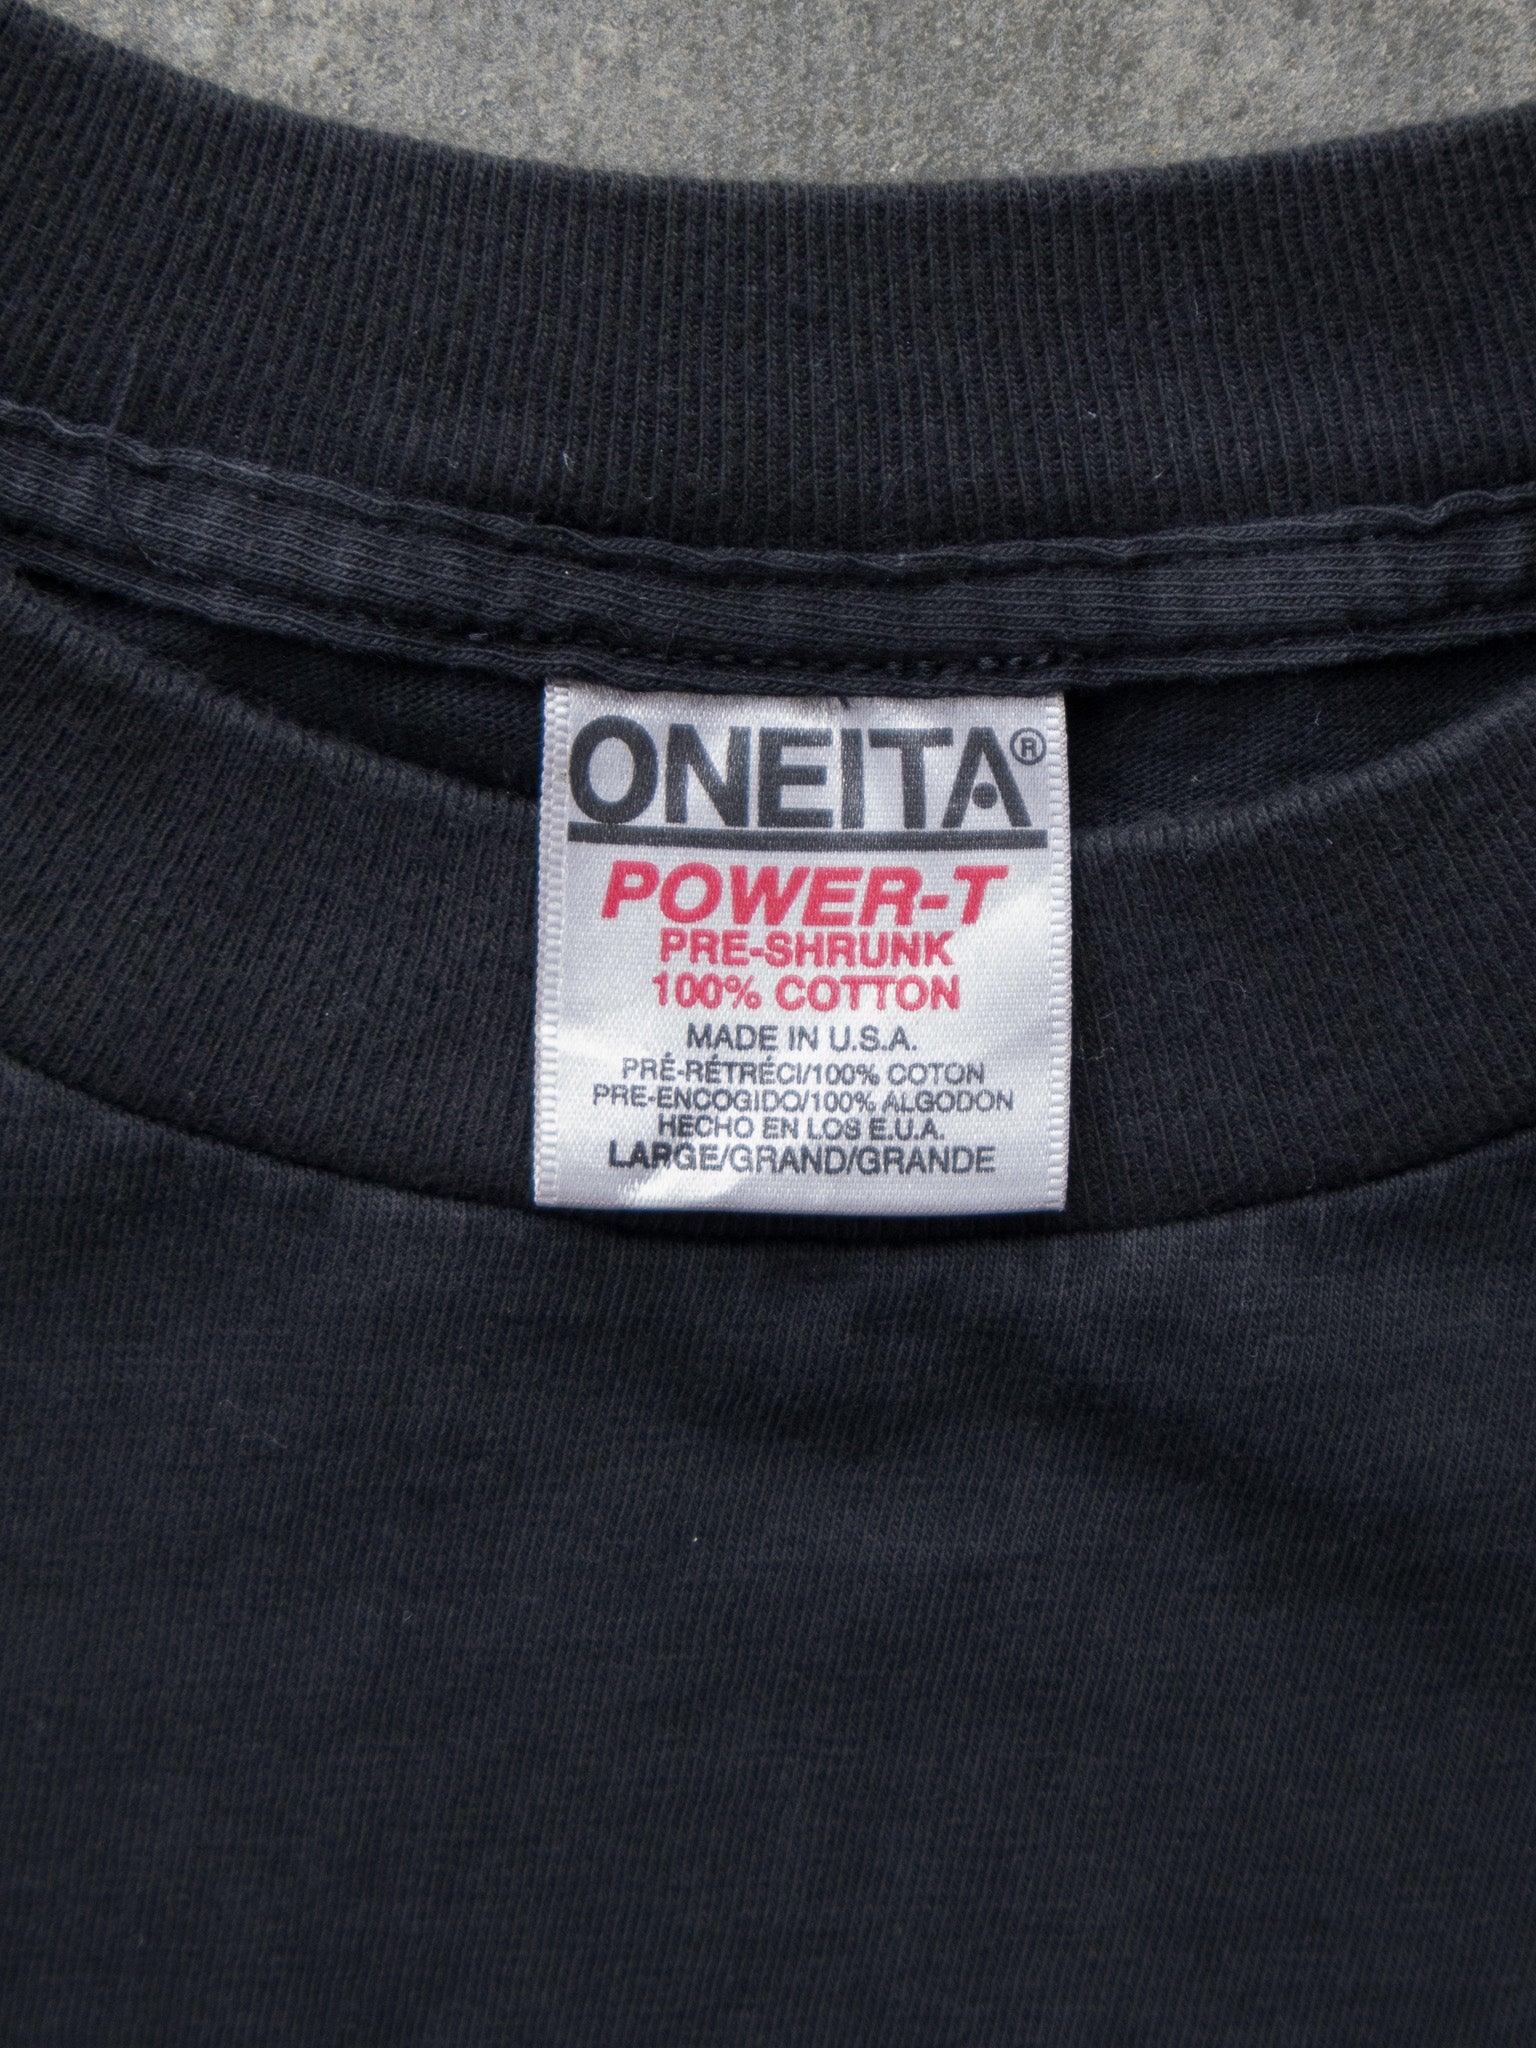 ONEITA®
POWER-T
PRE-SHRUNK
100% COTTON
MADE IN U.S.A.
PRÉ-RÉTRÉCI/100% COTON
PRE-ENCOGIDO/100% ALGODON
HECHO EN LOS E.U.A.
LARGE/GRAND/GRANDE